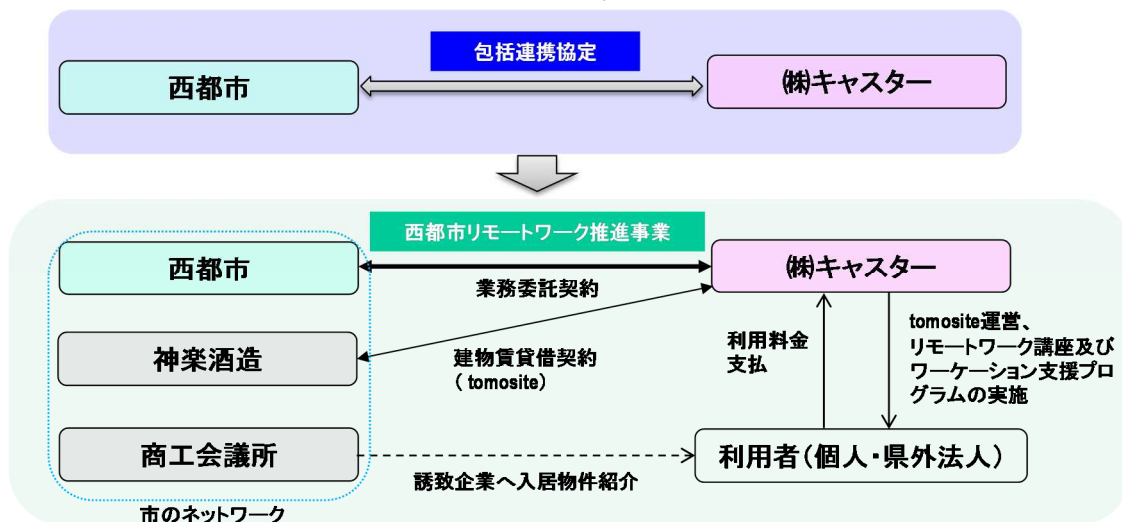 包括連携協定
西都市
㈱キャスター
西都市リモートワーク推進事業
西都市
㈱キャスター
業務委託契約
神楽酒造
建物賃貸借契約
(tomosite)
利用料金
支払
tomosite運営、
リモートワーク講座及び
ワーケーション支援プロ
グラムの実施
商工会議所
利用者(個人・県外法人)
誘致企業へ入居物件紹介
市のネットワーク